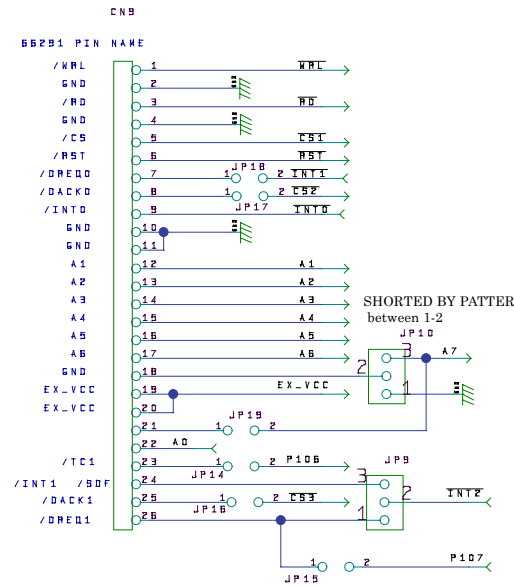 CN9
66291 PIN NAME
/WRL 1 WRL
GND 2 GND
/RD 3 RD
GND 4 GND
/CS 5 CS1
/RST 6 RST
/DREQ0 7 1 JP18 2 INT1
/DACK0 8 1 JP17 2 CS2
/INT0 9 INT0
GND 10 GND
GND 11
A1 12 A1
A2 13 A2
A3 14 A3
A4 15 A4
A5 16 A5
A6 17 A6
GND 18
SHORTED BY PATTER
between 1-2
JP10
3 A7
2
1 GND
EX_VCC 19 EX_VCC
EX_VCC 20
21 1 JP19 2
22 A0
/TC1 23 1 JP14 2 P106
/INT1 /SOF 24
/DACK1 25 1 JP16 2 CS3
/DREQ1 26
JP9
3
2 INT2
1
1 JP15 2 P107